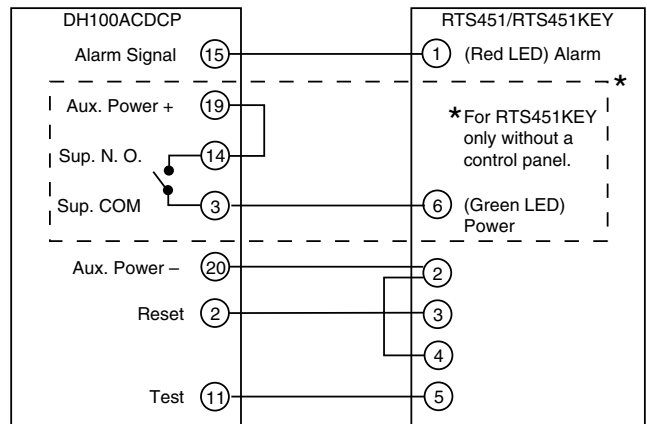 DH100ACDCP RTS451/RTS451KEY
Alarm Signal 15 1 (Red LED) Alarm
*
Aux. Power + 19
*For RTS451KEY
only without a
control panel.
Sup. N. O. 14
Sup. COM 3 6 (Green LED)
Power
Aux. Power – 20 2
Reset 2 3
4
Test 11 5